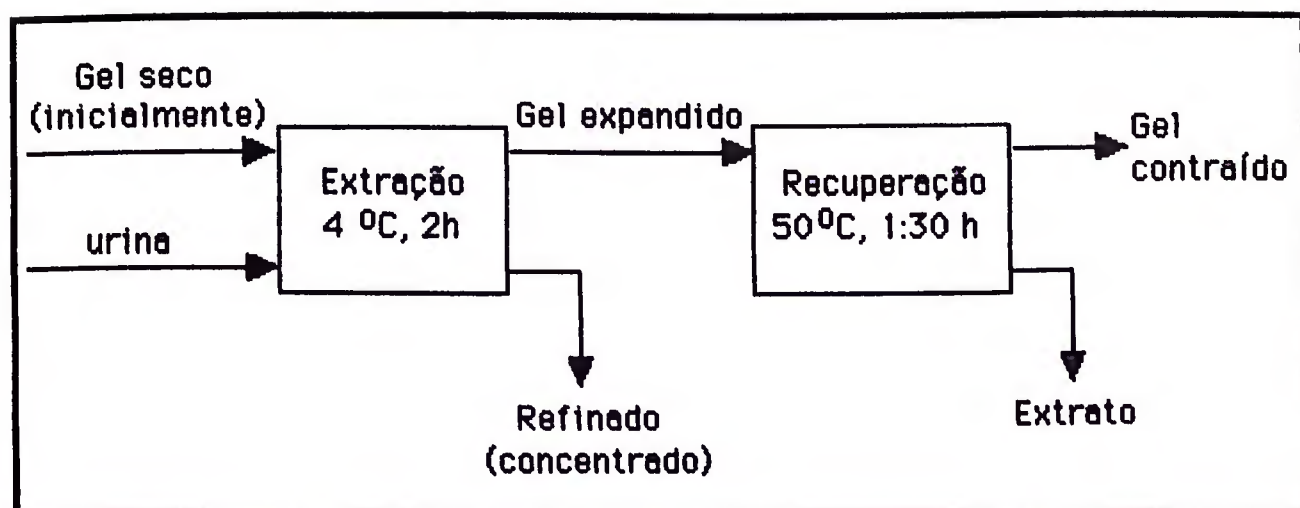 Gel seco
(inicialmente)
urina
Extração
4 ºC, 2h
Gel expandido
Refinado
(concentrado)
Recuperação
50ºC, 1:30 h
Gel
contraído
Extrato